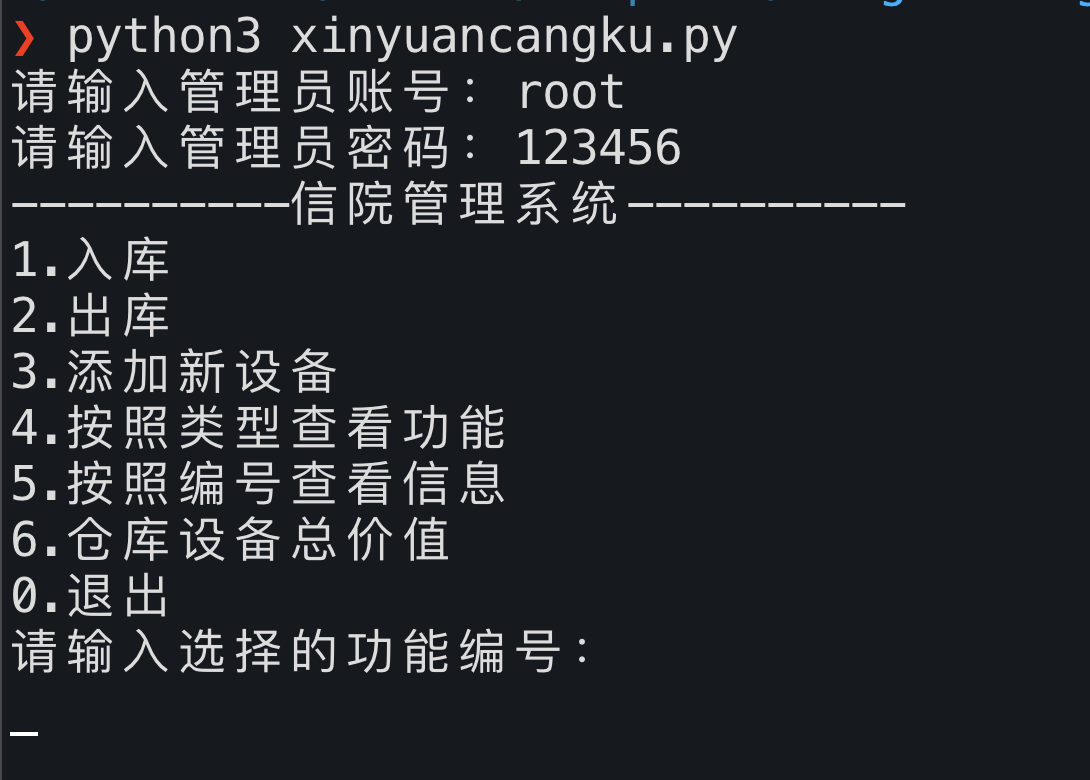 ❯ python3 xinyuancangku.py
请输入管理员账号：root
请输入管理员密码：123456
----------信院管理系统----------
1.入库
2.出库
3.添加新设备
4.按照类型查看功能
5.按照编号查看信息
6.仓库设备总价值
0.退出
请输入选择的功能编号：